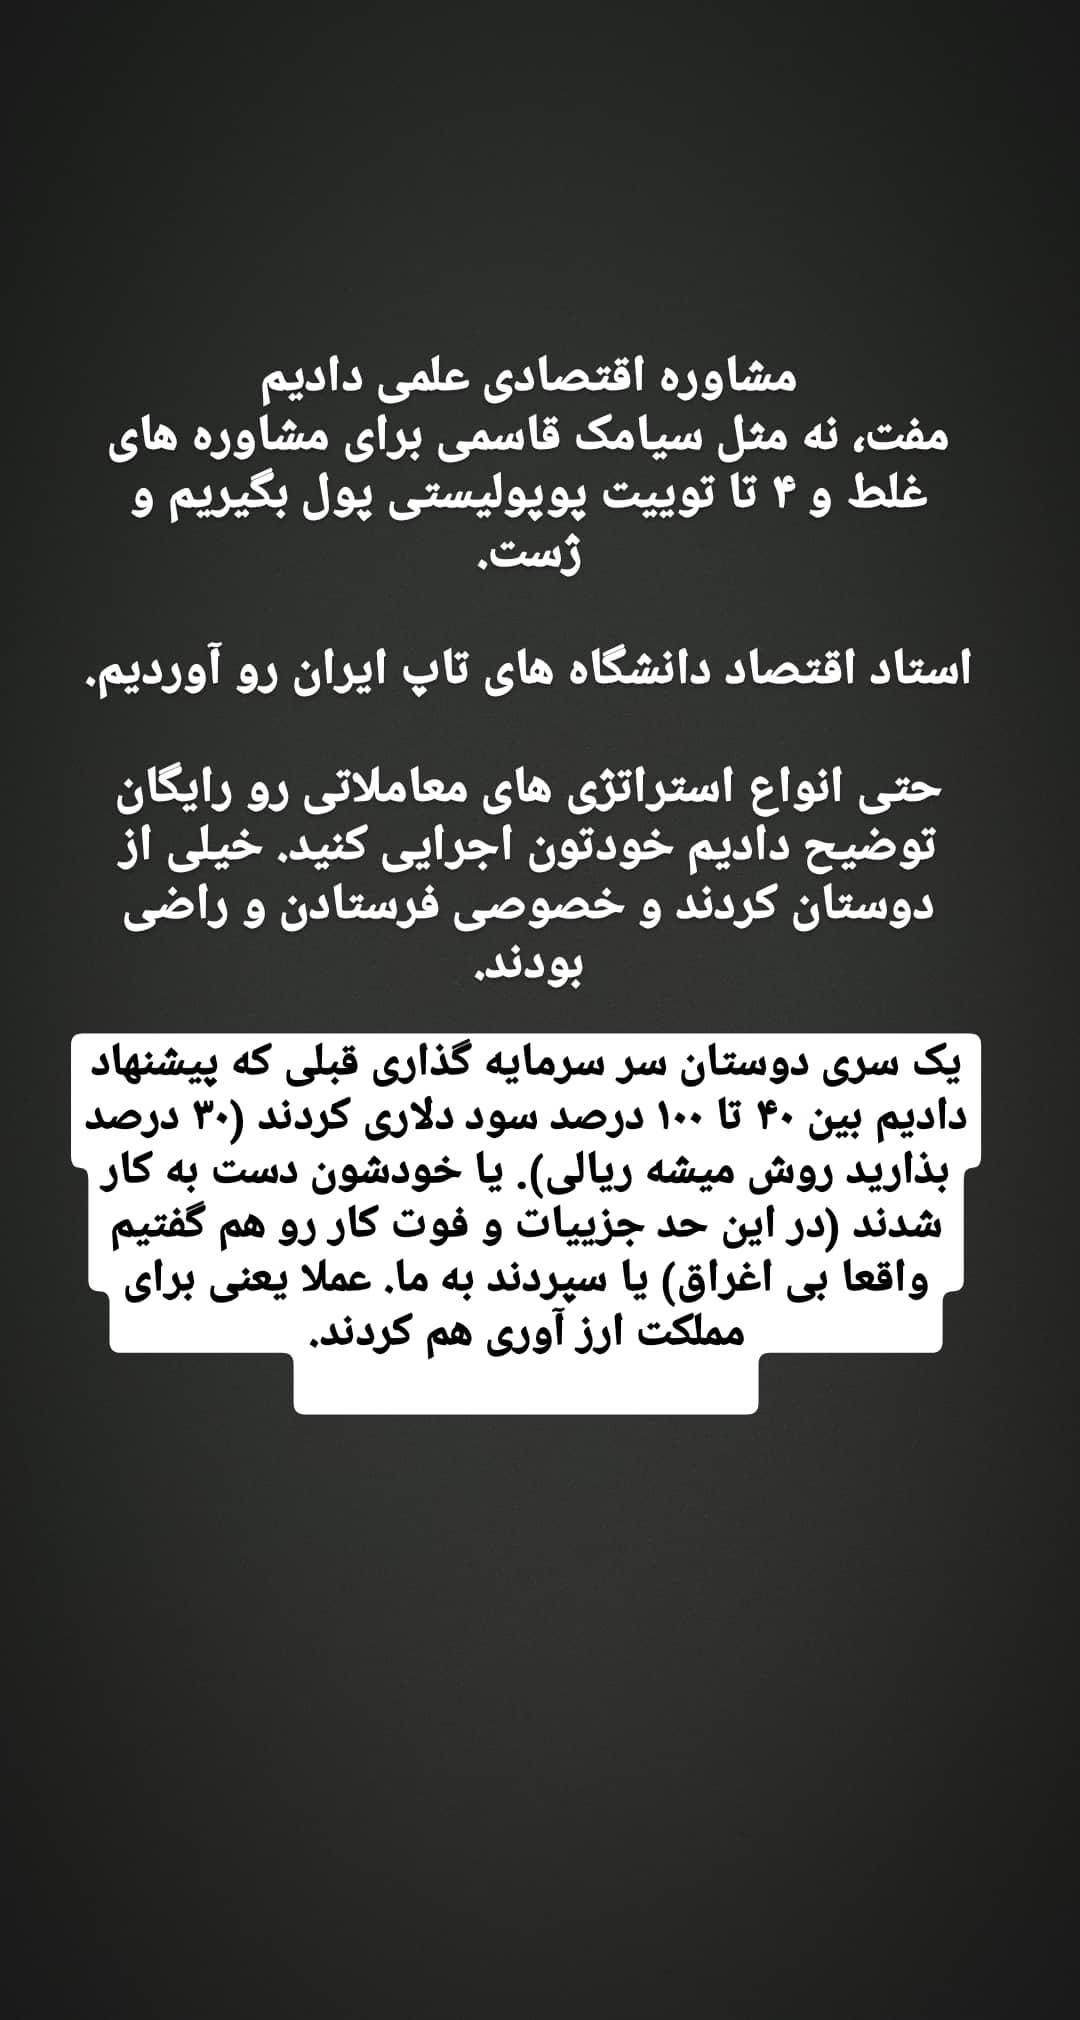 مشاوره اقتصادی علمی دادیم
مفت، نه مثل سیامک قاسمی برای مشاوره های
غلط و ۴ تا توییت پوپولیستی پول بگیریم و
ژست.
استاد اقتصاد دانشگاه های تاپ ایران رو آوردیم.
حتی انواع استراتژی های معاملاتی رو رایگان
توضیح دادیم خودتون اجرایی کنید. خیلی از
دوستان کردند و خصوصی فرستادن و راضی
بودند.
یک سری دوستان سر سرمایه گذاری قبلی که پیشنهاد
دادیم بین ۴۰ تا ۱۰۰ درصد سود دلاری کردند (۳۰ درصد
بذارید روش میشه ریالی). یا خودشون دست به کار
شدند (در این حد جزییات و فوت کار رو هم گفتیم
واقعا بی اغراق) یا سپردند به ما. عملا یعنی برای
مملکت ارز آوری هم کردند.